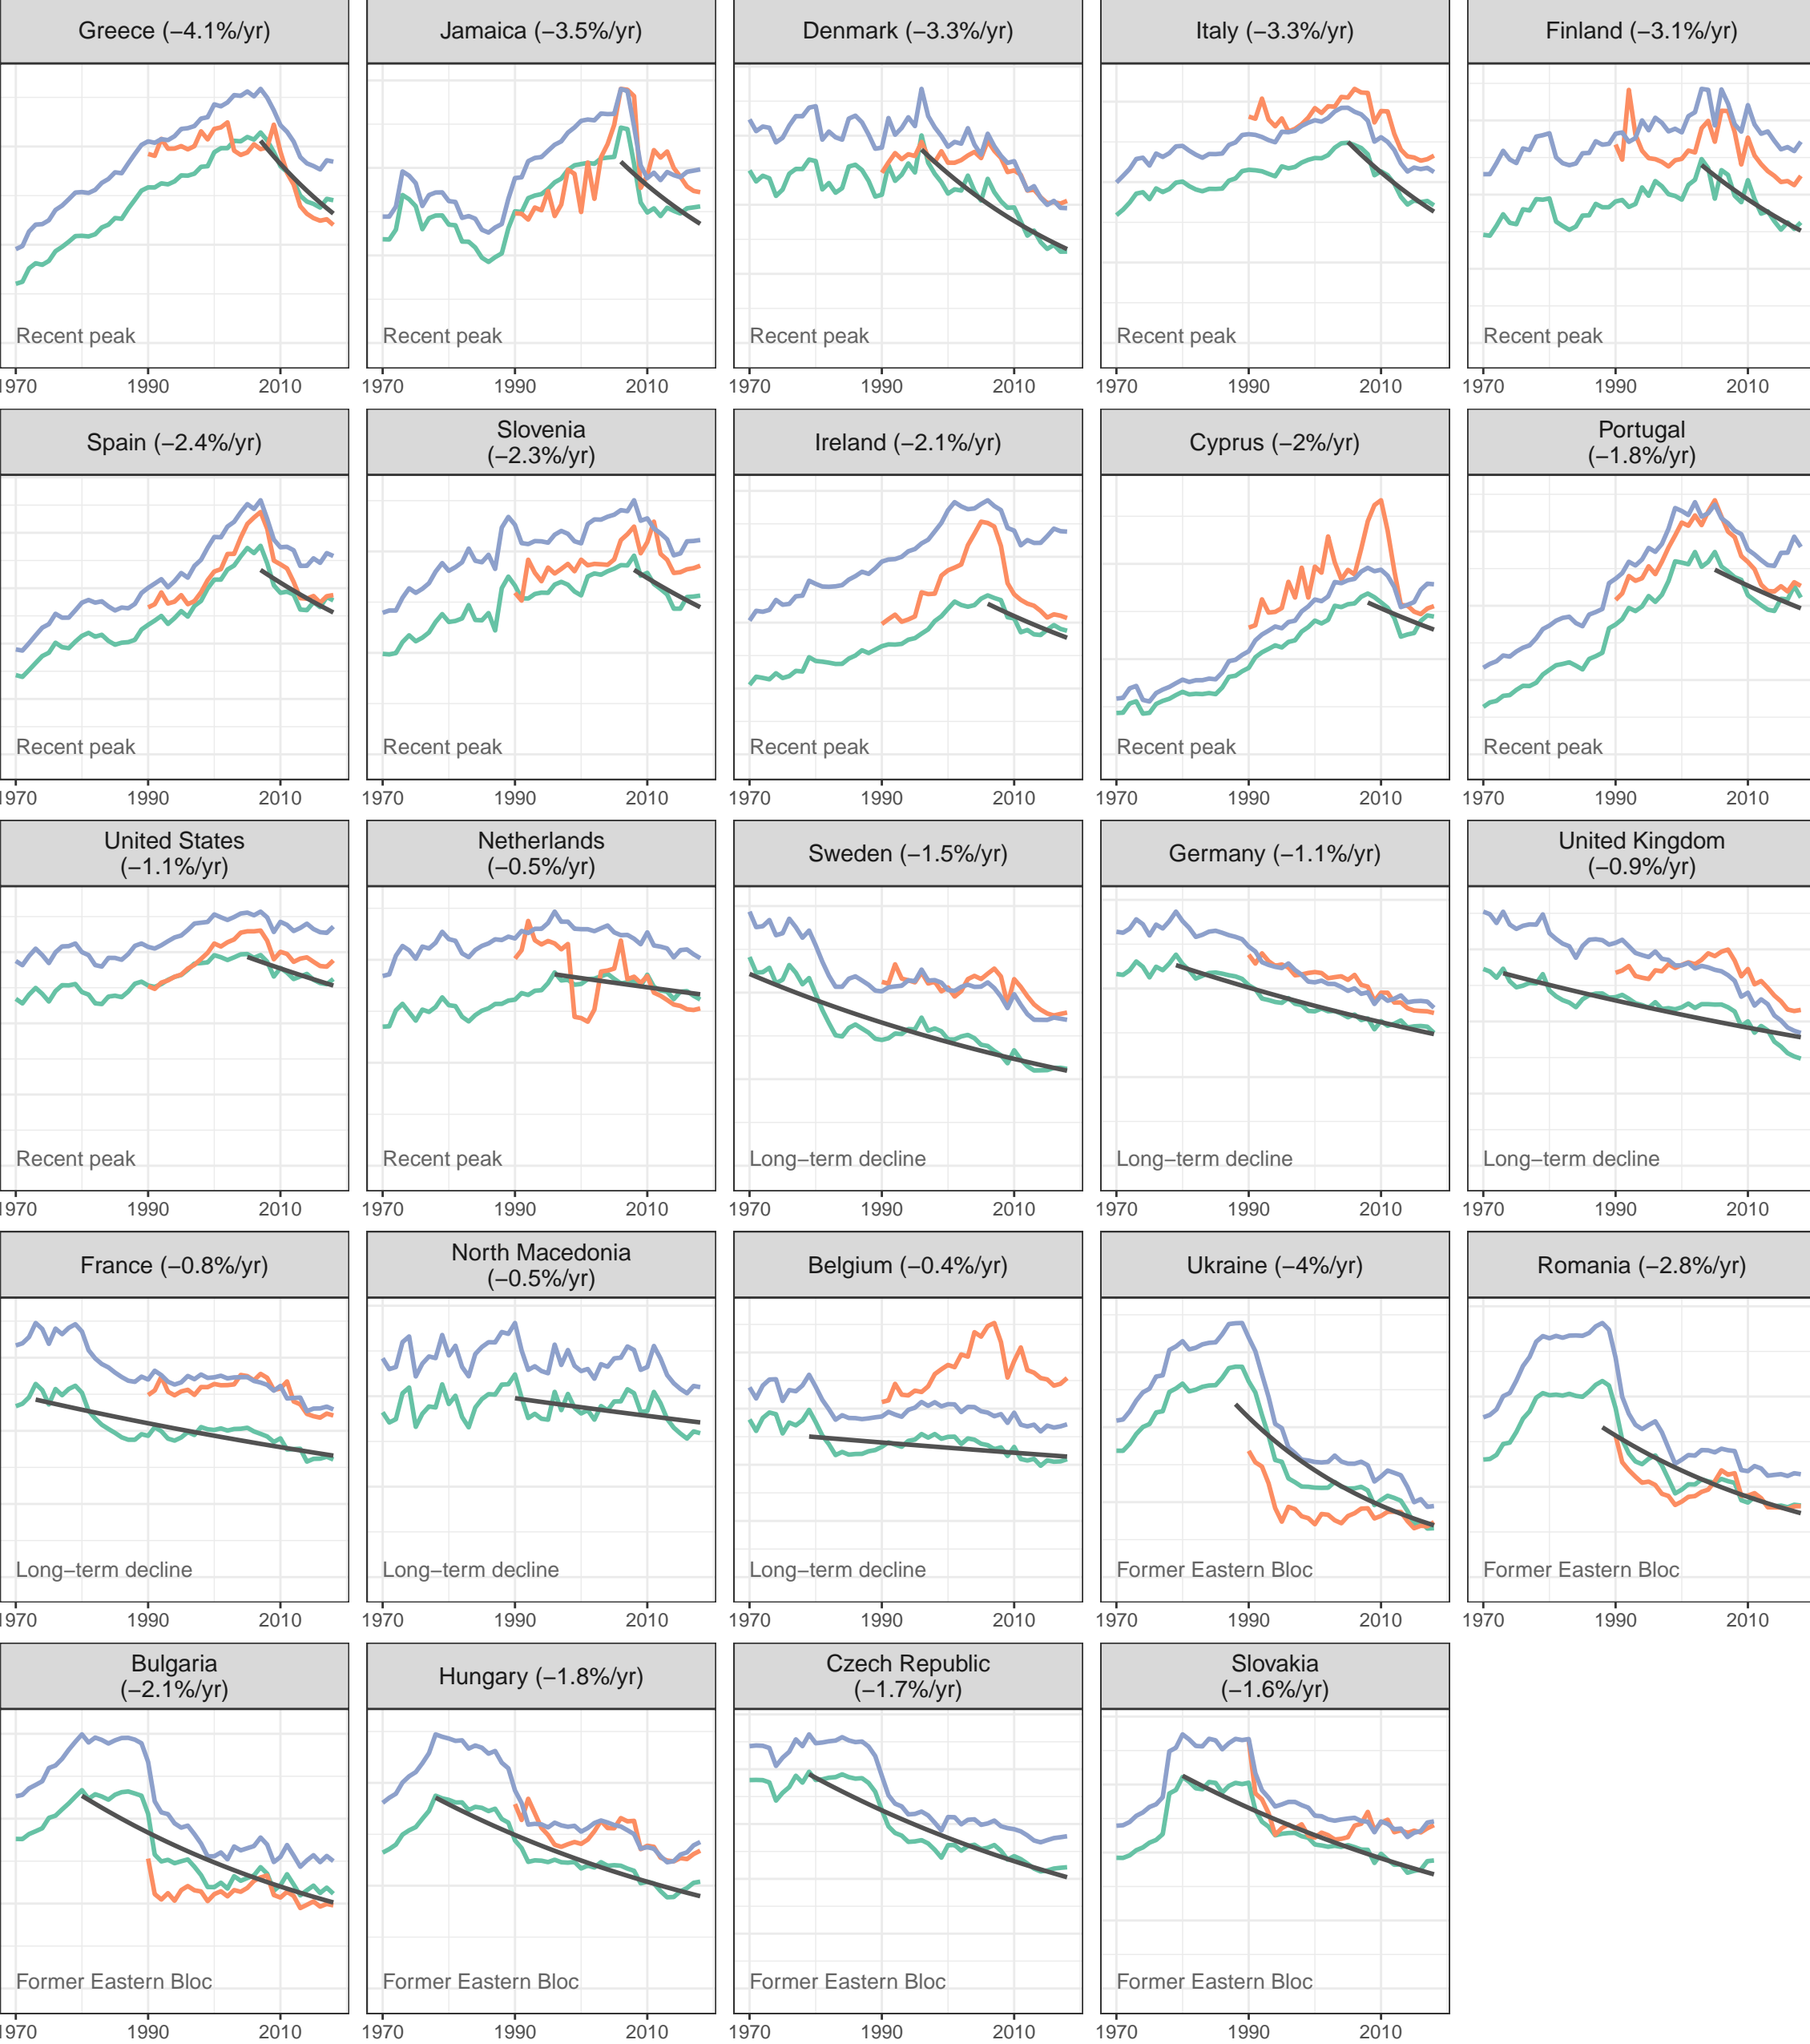 Greece (−4.1%/yr)
Jamaica (−3.5%/yr)
Denmark (−3.3%/yr)
Italy (−3.3%/yr)
Finland (−3.1%/yr)
Recent peak
Recent peak
Recent peak
Recent peak
Recent peak
1970 1990 2010
1970 1990 2010
1970 1990 2010
1970 1990 2010
1970 1990 2010
Spain (−2.4%/yr)
Slovenia
(−2.3%/yr)
Ireland (−2.1%/yr)
Cyprus (−2%/yr)
Portugal
(−1.8%/yr)
Recent peak
Recent peak
Recent peak
Recent peak
Recent peak
1970 1990 2010
1970 1990 2010
1970 1990 2010
1970 1990 2010
1970 1990 2010
United States
(−1.1%/yr)
Netherlands
(−0.5%/yr)
Sweden (−1.5%/yr)
Germany (−1.1%/yr)
United Kingdom
(−0.9%/yr)
Recent peak
Recent peak
Long−term decline
Long−term decline
Long−term decline
1970 1990 2010
1970 1990 2010
1970 1990 2010
1970 1990 2010
1970 1990 2010
France (−0.8%/yr)
North Macedonia
(−0.5%/yr)
Belgium (−0.4%/yr)
Ukraine (−4%/yr)
Romania (−2.8%/yr)
Long−term decline
Long−term decline
Long−term decline
Former Eastern Bloc
Former Eastern Bloc
1970 1990 2010
1970 1990 2010
1970 1990 2010
1970 1990 2010
1970 1990 2010
Bulgaria
(−2.1%/yr)
Hungary (−1.8%/yr)
Czech Republic
(−1.7%/yr)
Slovakia
(−1.6%/yr)
Former Eastern Bloc
Former Eastern Bloc
Former Eastern Bloc
Former Eastern Bloc
1970 1990 2010
1970 1990 2010
1970 1990 2010
1970 1990 2010